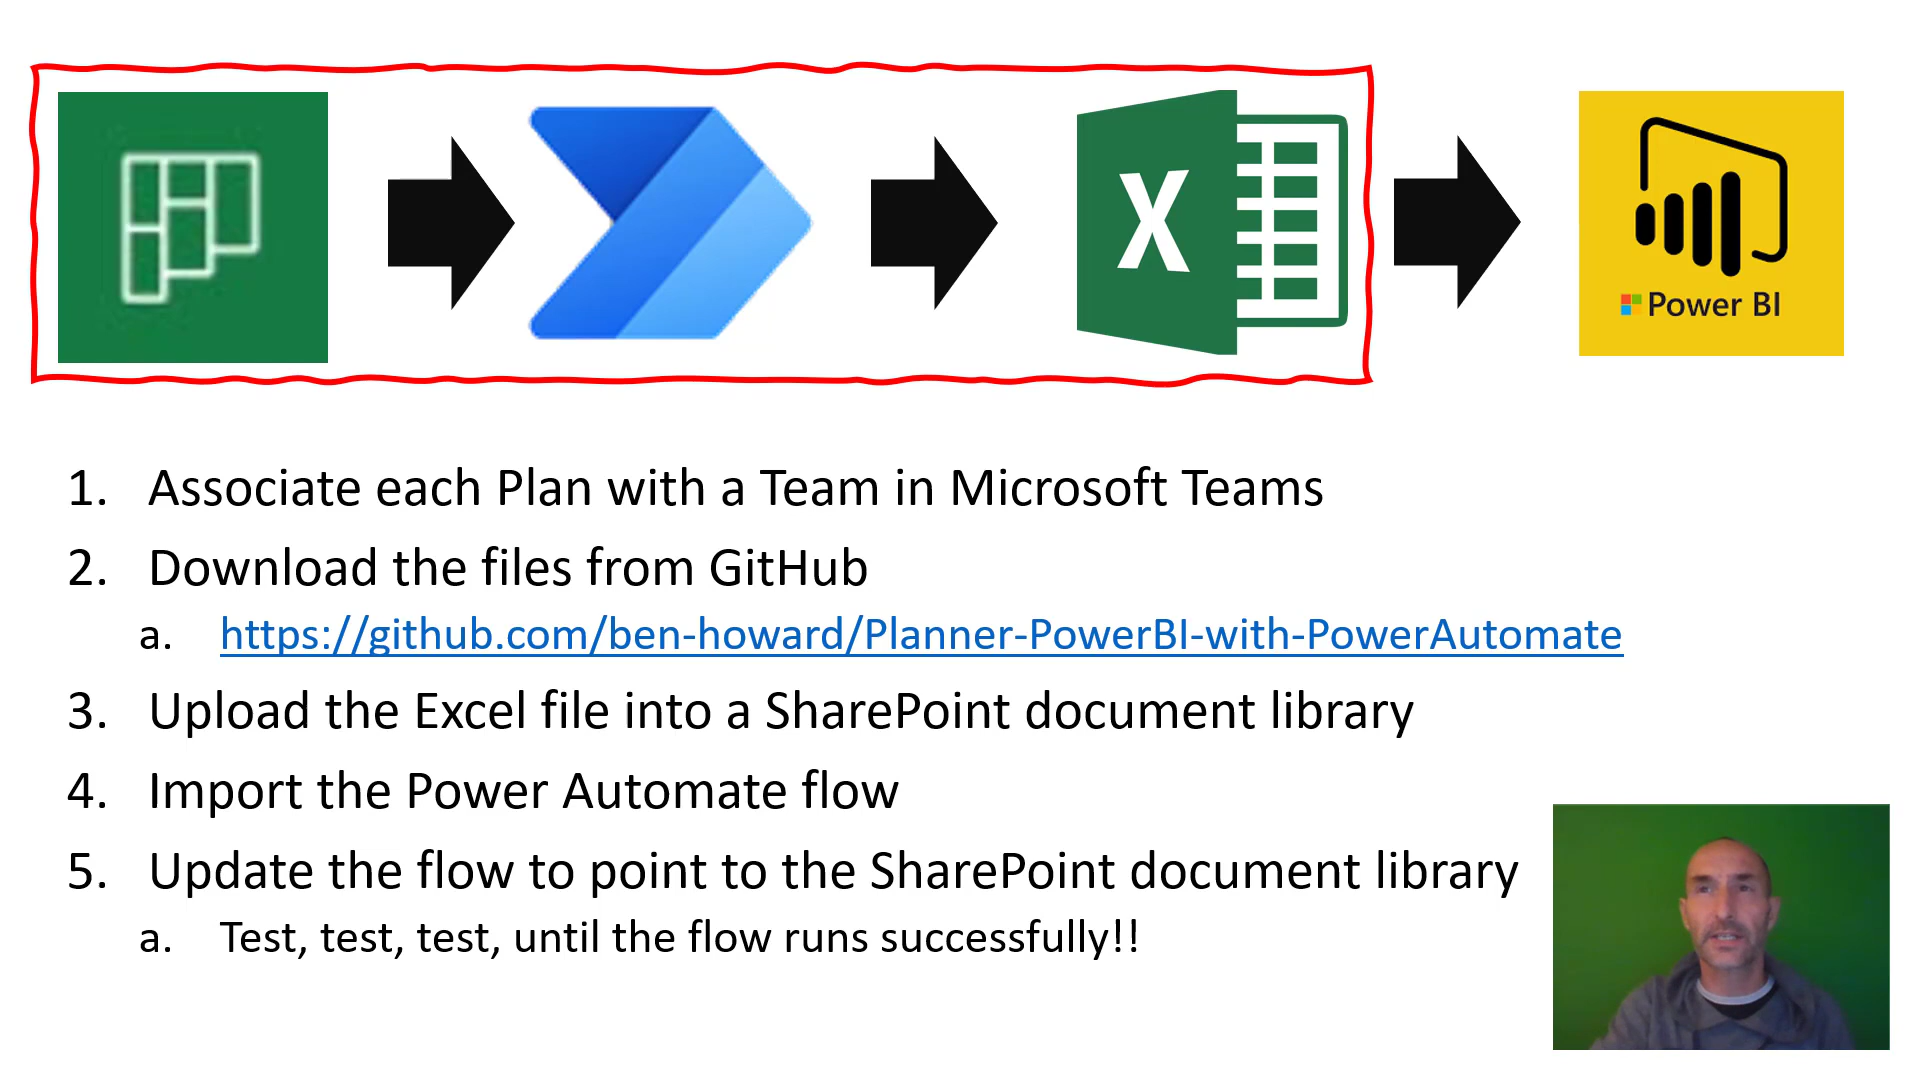 X
Power BI
1. Associate each Plan with a Team in Microsoft Teams
2. Download the files from GitHub
a. https://github.com/ben-howard/Planner-PowerBI-with-PowerAutomate
3. Upload the Excel file into a SharePoint document library
4. Import the Power Automate flow
5. Update the flow to point to the SharePoint document library
a. Test, test, test, until the flow runs successfully!!